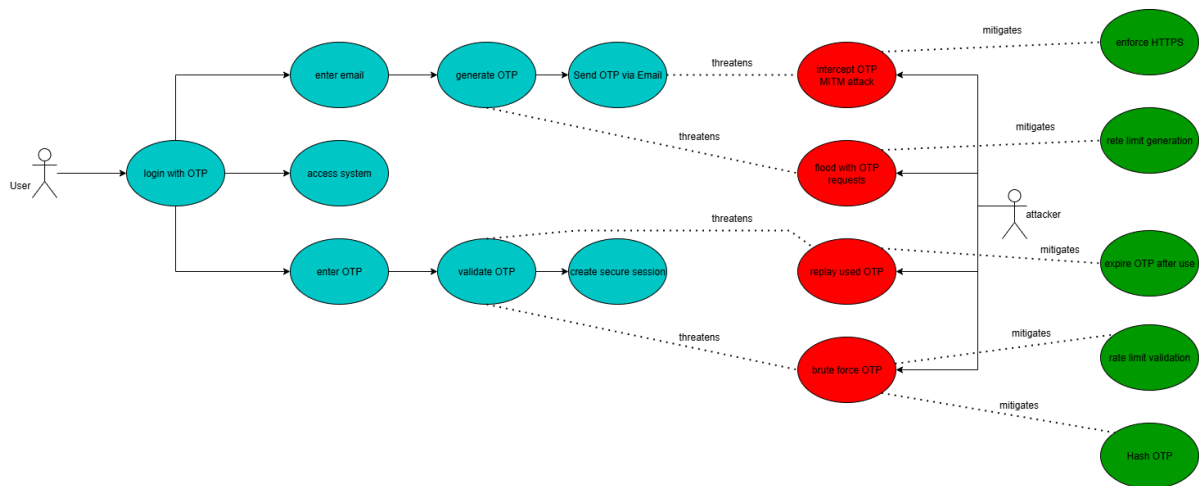 mitigates
enforce HTTPS
enter email
generate OTP
Send OTP via Email
threatens
intercept OTP
MITM attack
mitigates
rete limit generation
threatens
User
login with OTP
access system
flood with OTP
requests
attacker
threatens
mitigates
enter OTP
validate OTP
create secure session
replay used OTP
expire OTP after use
threatens
mitigates
rate limit validation
brute force OTP
mitigates
Hash OTP